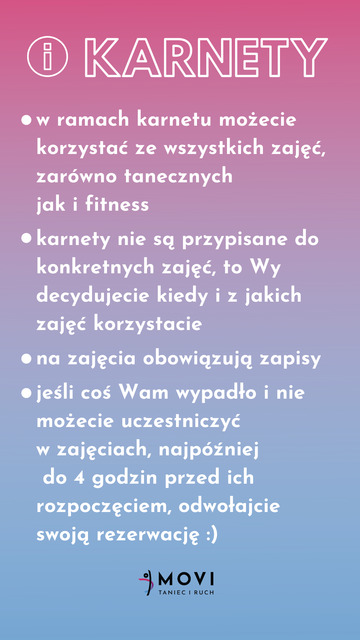 i KARNETY
● w ramach karnetu możecie
korzystać ze wszystkich zajęć,
zarówno tanecznych
jak i fitness
● karnety nie są przypisane do
konkretnych zajęć, to Wy
decydujecie kiedy i z jakich
zajęć korzystacie
● na zajęcia obowiązują zapisy
● jeśli coś Wam wypadło i nie
możecie uczestniczyć
w zajęciach, najpóźniej
do 4 godzin przed ich
rozpoczęciem, odwołajcie
swoją rezerwację :)
MOVI
TANIEC I RUCH